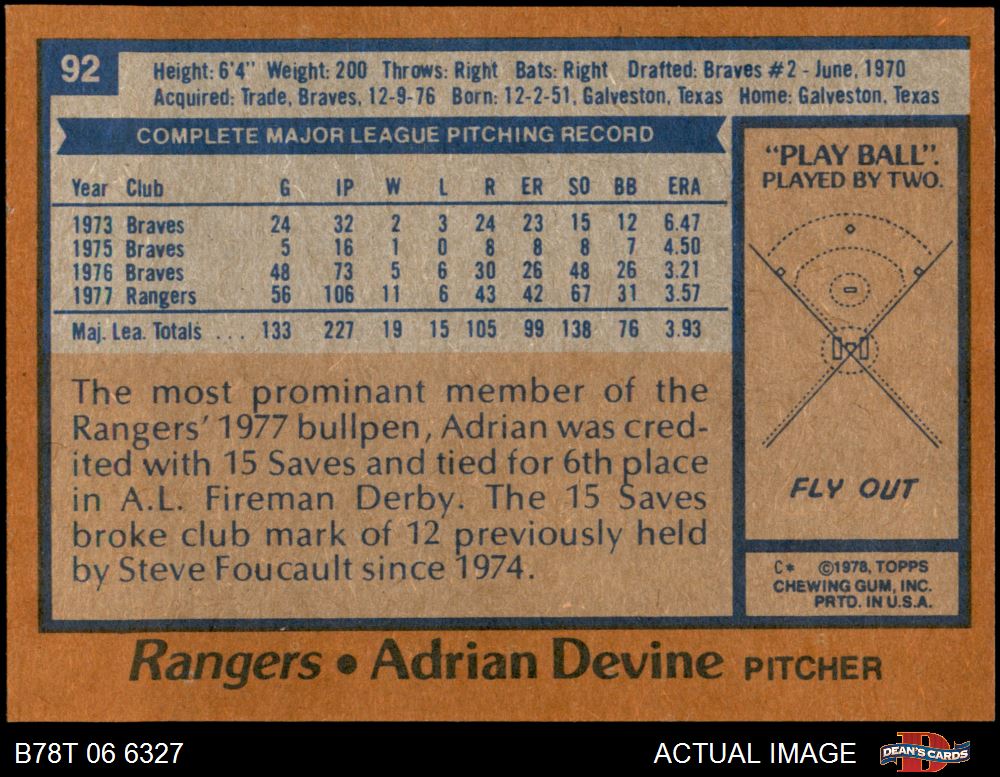 92
Height: 6'4" Weight: 200 Throws: Right Bats: Right Drafted: Braves #2 - June, 1970
Acquired: Trade, Braves, 12-9-76 Born: 12-2-51, Galveston, Texas Home: Galveston, Texas
COMPLETE MAJOR LEAGUE PITCHING RECORD
Year Club G IP W L R ER SO BB ERA
1973 Braves 24 32 2 3 24 23 15 12 6.47
1975 Braves 5 16 1 0 8 8 8 7 4.50
1976 Braves 48 73 5 6 30 26 48 26 3.21
1977 Rangers 56 106 11 6 43 42 67 31 3.57
Maj. Lea. Totals ... 133 227 19 15 105 99 138 76 3.93
The most prominant member of the
Rangers' 1977 bullpen, Adrian was cred-
ited with 15 Saves and tied for 6th place
in A.L. Fireman Derby. The 15 Saves
broke club mark of 12 previously held
by Steve Foucault since 1974.
"PLAY BALL".
PLAYED BY TWO.
FLY OUT
C* ©1978, TOPPS
CHEWING GUM, INC.
PRTD. IN U.S.A.
Rangers • Adrian Devine PITCHER
B78T 06 6327
ACTUAL IMAGE
DEAN'S CARDS